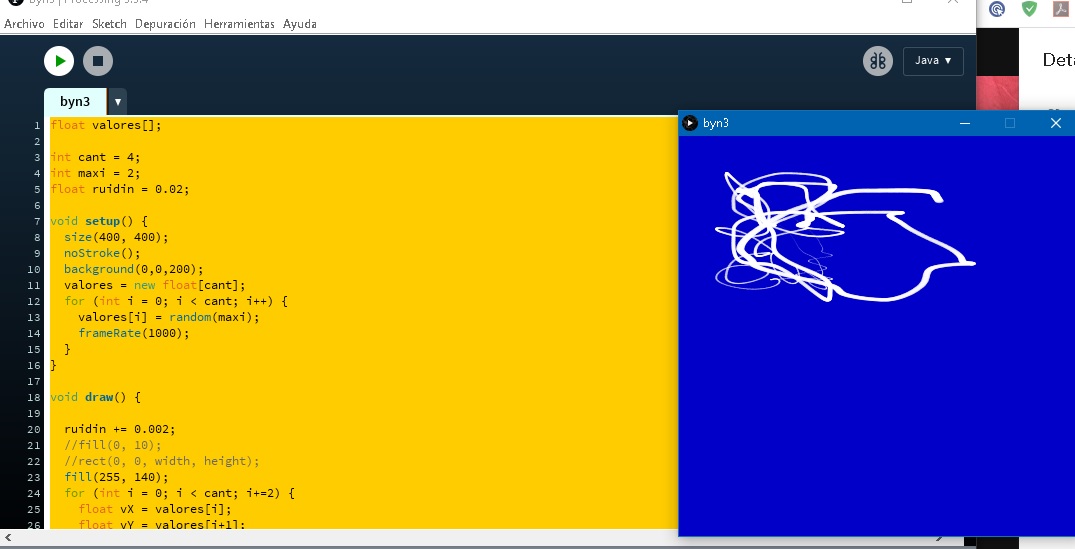 byn3 | Processing 3.5.4
Archivo Editar Sketch Depuración Herramientas Ayuda
Java ▼
byn3 ▼
1 float valores[];
2
3 int cant = 4;
4 int maxi = 2;
5 float ruidin = 0.02;
6
7 void setup() {
8 size(400, 400);
9 noStroke();
10 background(0,0,200);
11 valores = new float[cant];
12 for (int i = 0; i < cant; i++) {
13 valores[i] = random(maxi);
14 frameRate(1000);
15 }
16 }
17
18 void draw() {
19
20 ruidin += 0.002;
21 //fill(0, 10);
22 //rect(0, 0, width, height);
23 fill(255, 140);
24 for (int i = 0; i < cant; i+=2) {
25 float vX = valores[i];
26 float vY = valores[i+1];
byn3
Deta